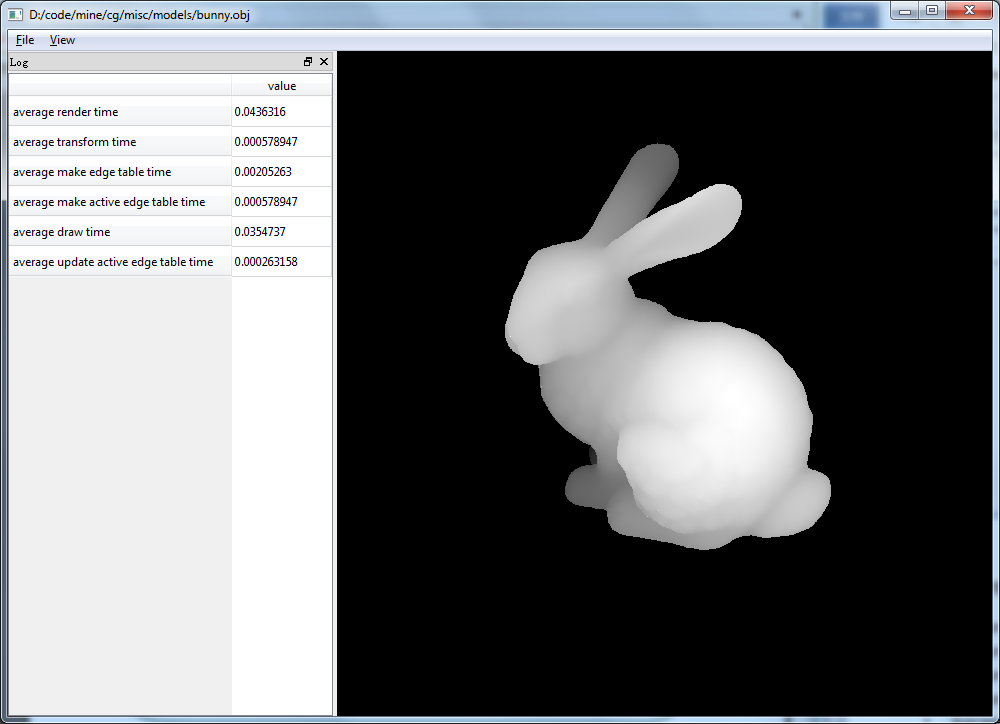 D:/code/mine/cg/misc/models/bunny.obj
File View
Log
value
average render time 0.0436316
average transform time 0.000578947
average make edge table time 0.00205263
average make active edge table time 0.000578947
average draw time 0.0354737
average update active edge table time 0.000263158